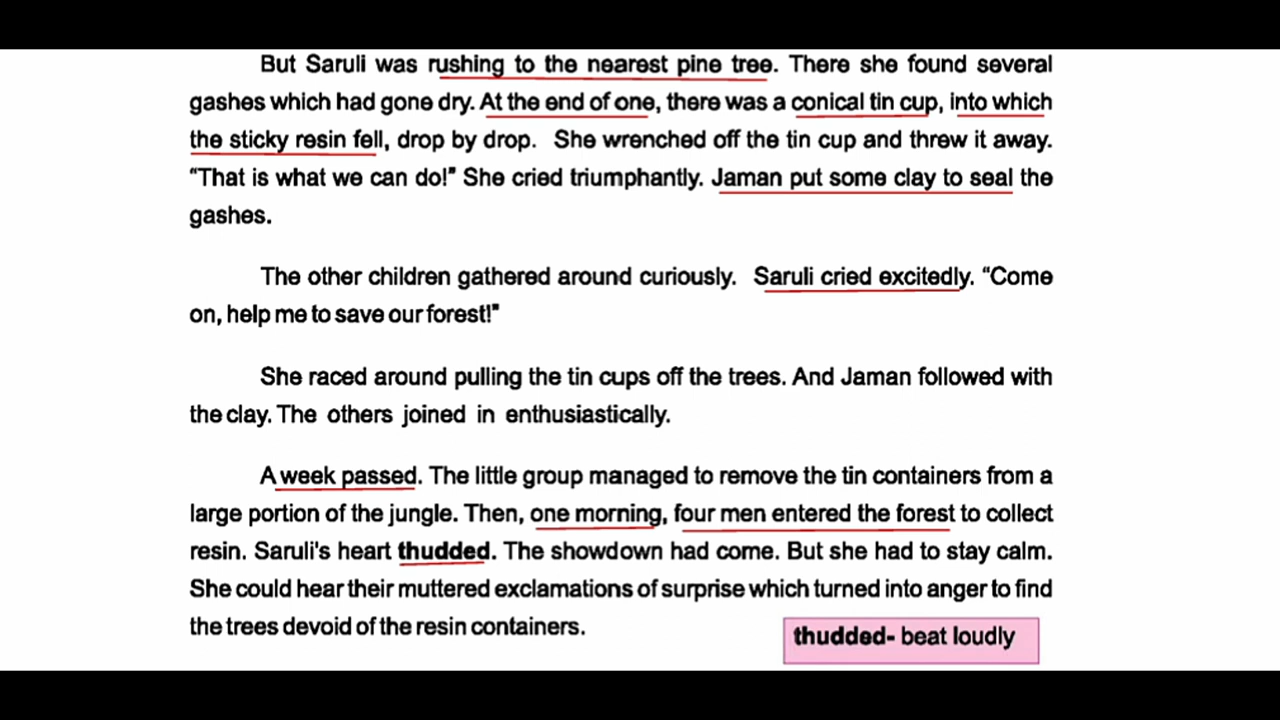 But Saruli was rushing to the nearest pine tree. There she found several
gashes which had gone dry. At the end of one, there was a conical tin cup, into which
the sticky resin fell, drop by drop. She wrenched off the tin cup and threw it away.
“That is what we can do!" She cried triumphantly. Jaman put some clay to seal the
gashes.
The other children gathered around curiously. Saruli cried excitedly. “Come
on, help me to save our forest!"
She raced around pulling the tin cups off the trees. And Jaman followed with
the clay. The others joined in enthusiastically.
A week passed. The little group managed to remove the tin containers from a
large portion of the jungle. Then, one morning, four men entered the forest to collect
resin. Saruli's heart thudded. The showdown had come. But she had to stay calm.
She could hear their muttered exclamations of surprise which turned into anger to find
the trees devoid of the resin containers.
thudded- beat loudly